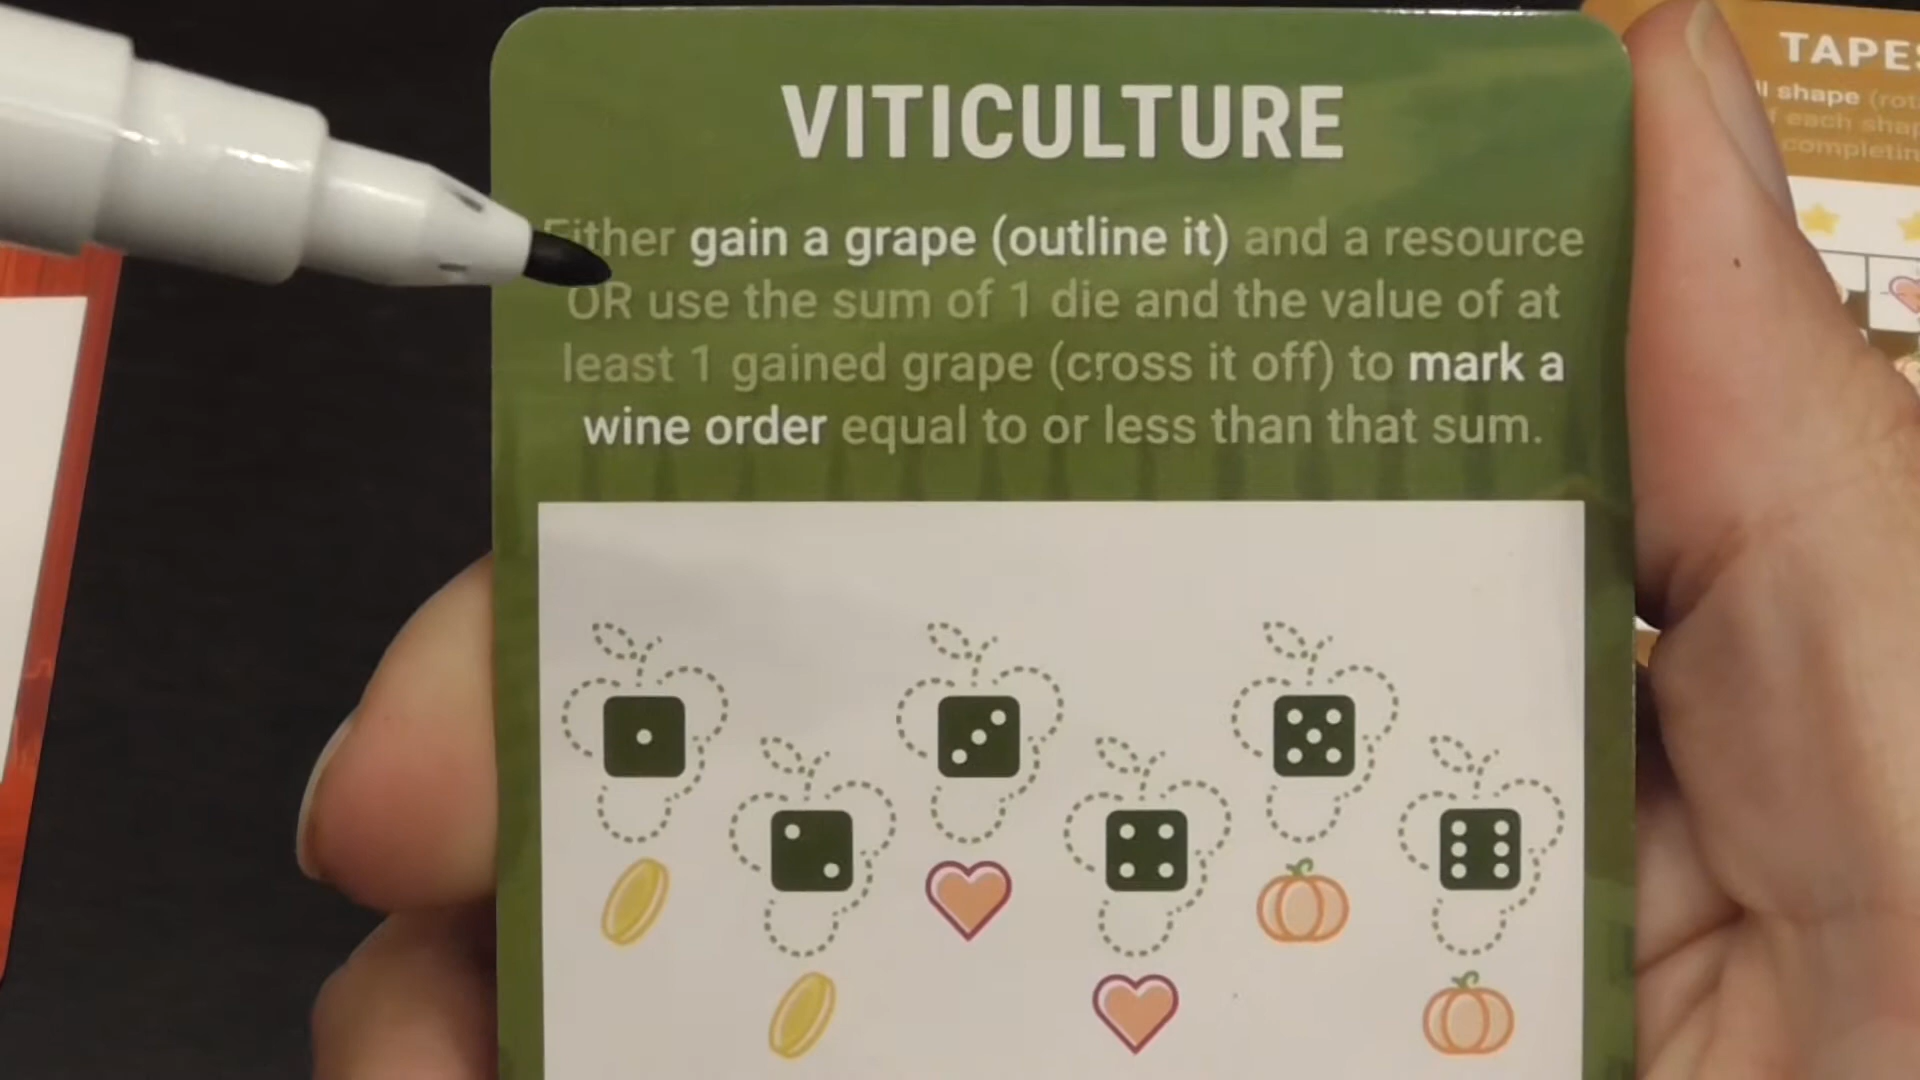 VITICULTURE
Either gain a grape (outline it) and a resource
OR use the sum of 1 die and the value of at
least 1 gained grape (cross it off) to mark a
wine order equal to or less than that sum.
shape
each